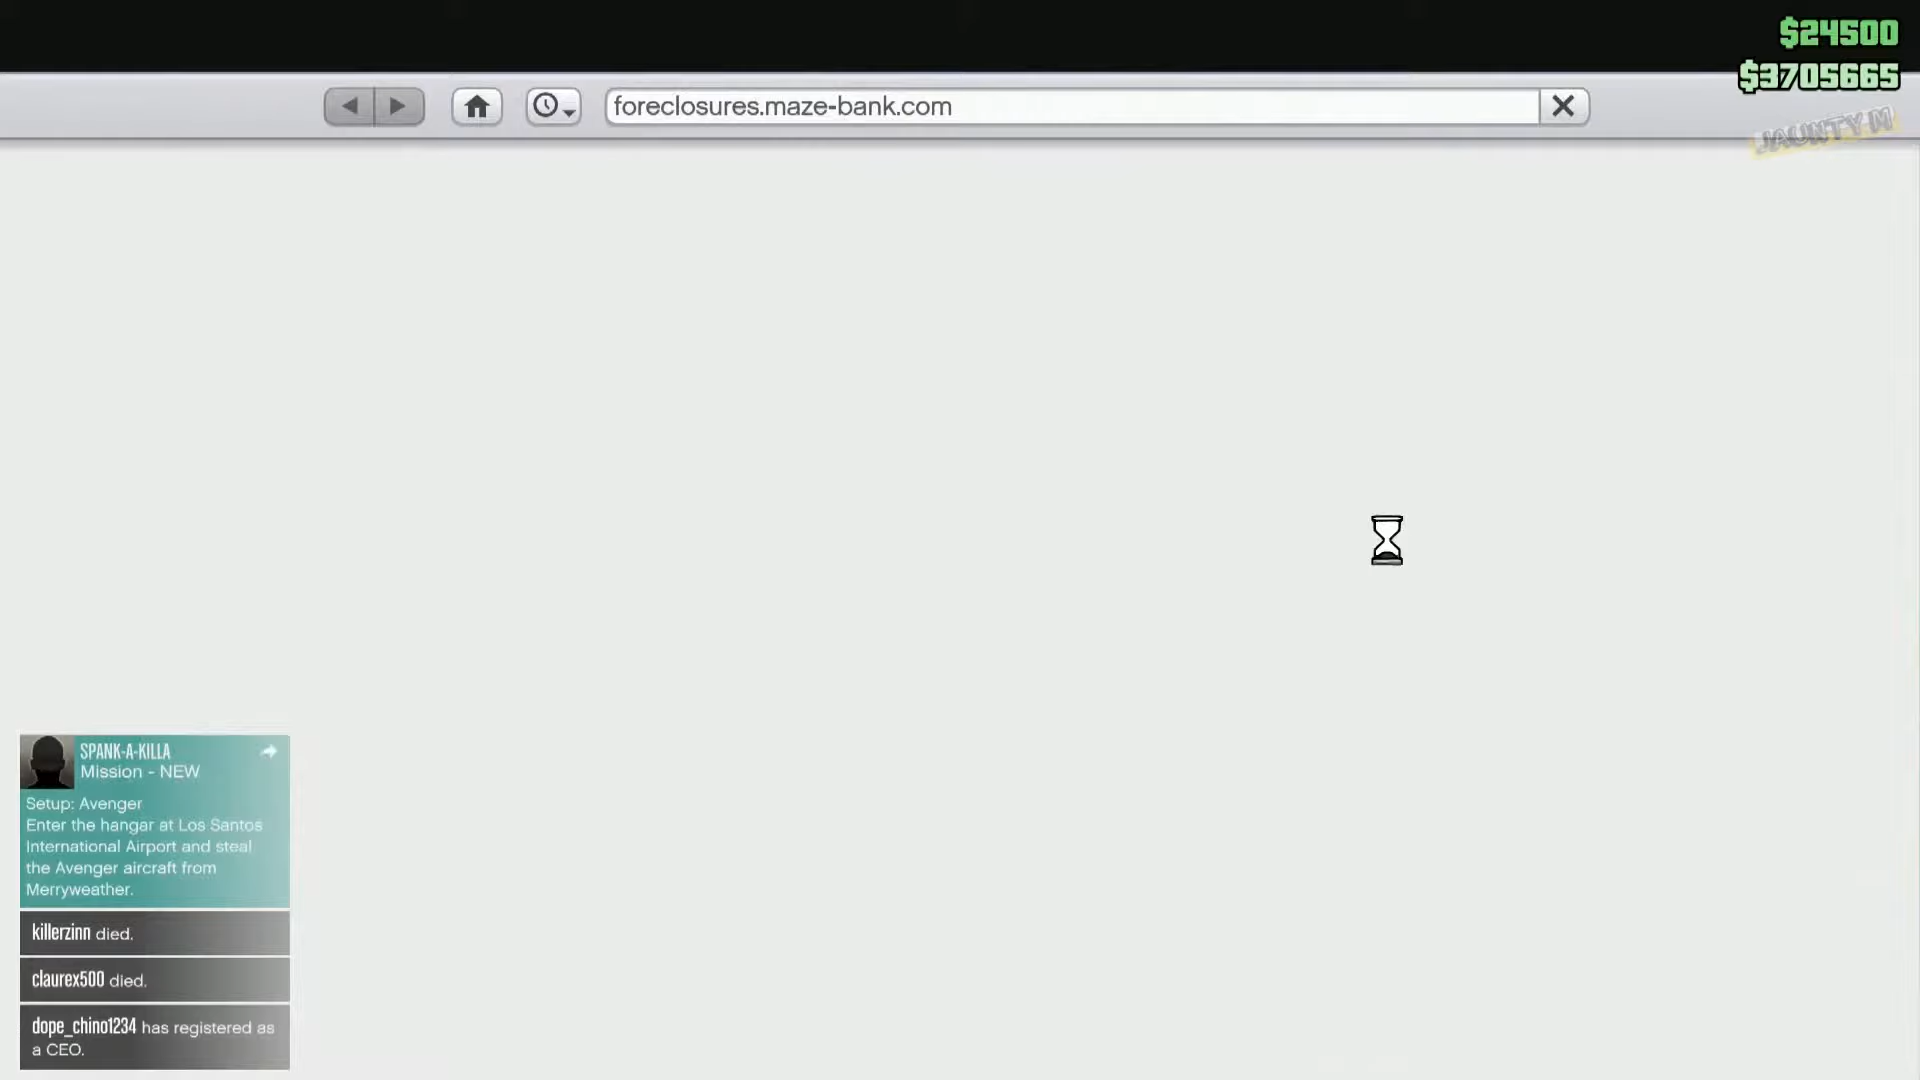 $24500
$3705665
foreclosures.maze-bank.com
JAUNTY M
SPANK-A-KILLA
Mission - NEW
Setup: Avenger
Enter the hangar at Los Santos
International Airport and steal
the Avenger aircraft from
Merryweather.
killerzinn died.
claurex500 died.
dope_chino1234 has registered as
a CEO.